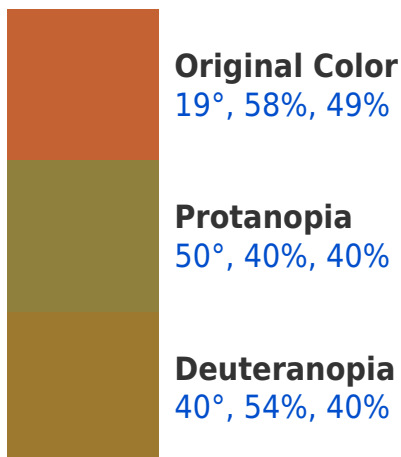 Original Color
19°, 58%, 49%
Protanopia
50°, 40%, 40%
Deuteranopia
40°, 54%, 40%